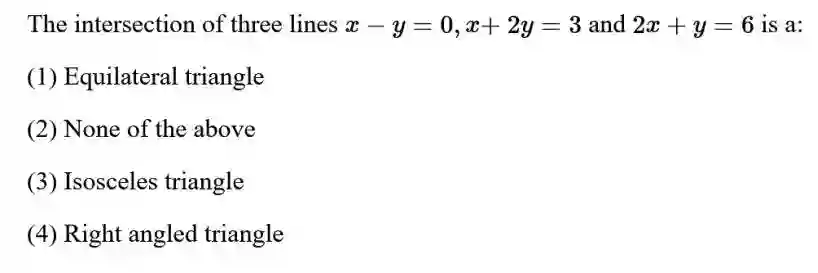 The intersection of three lines x − y = 0, x+ 2y = 3 and 2x + y = 6 is a:
(1) Equilateral triangle
(2) None of the above
(3) Isosceles triangle
(4) Right angled triangle